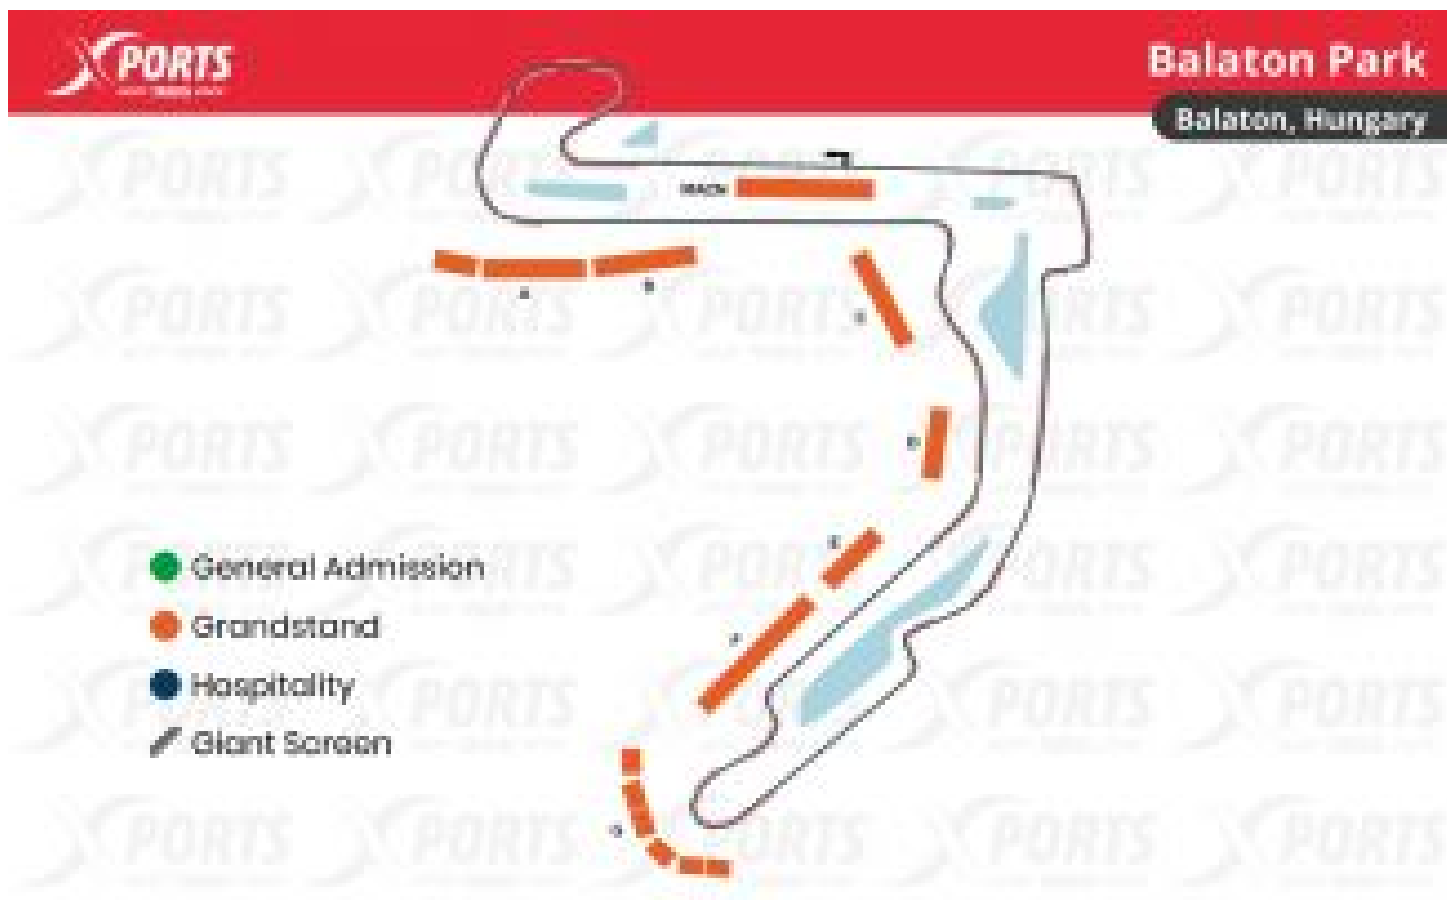 XPORTS
Balaton Park
Balaton, Hungary
MAIN
A
B
C
D
E
F
G
General Admission
Grandstand
Hospitality
Giant Screen